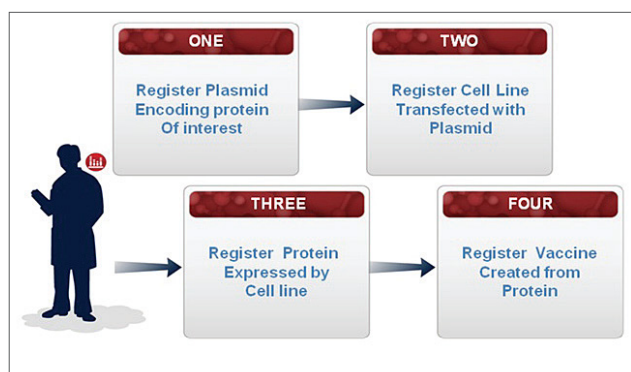 ONE
Register Plasmid
Encoding protein
Of interest
TWO
Register Cell Line
Transfected with
Plasmid
THREE
Register Protein
Expressed by
Cell line
FOUR
Register Vaccine
Created from
Protein